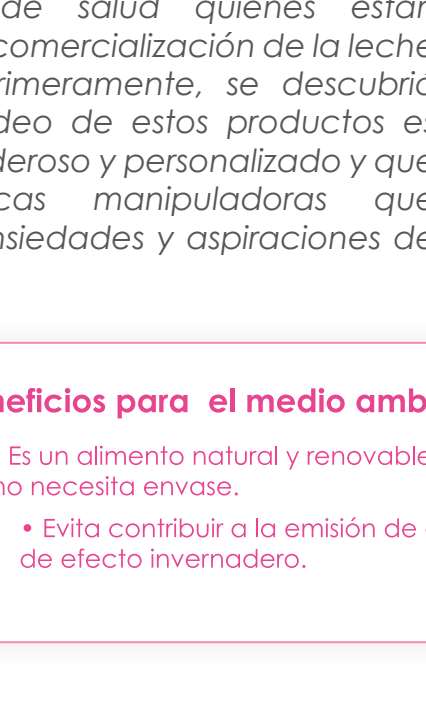 de salud quienes están
comercialización de la leche
rimeramente, se descubrió
deo de estos productos es
deroso y personalizado y que
cas manipuladoras que
nsiedades y aspiraciones de
neficios para el medio amb
Es un alimento natural y renovable
no necesita envase.
• Evita contribuir a la emisión de
de efecto invernadero.